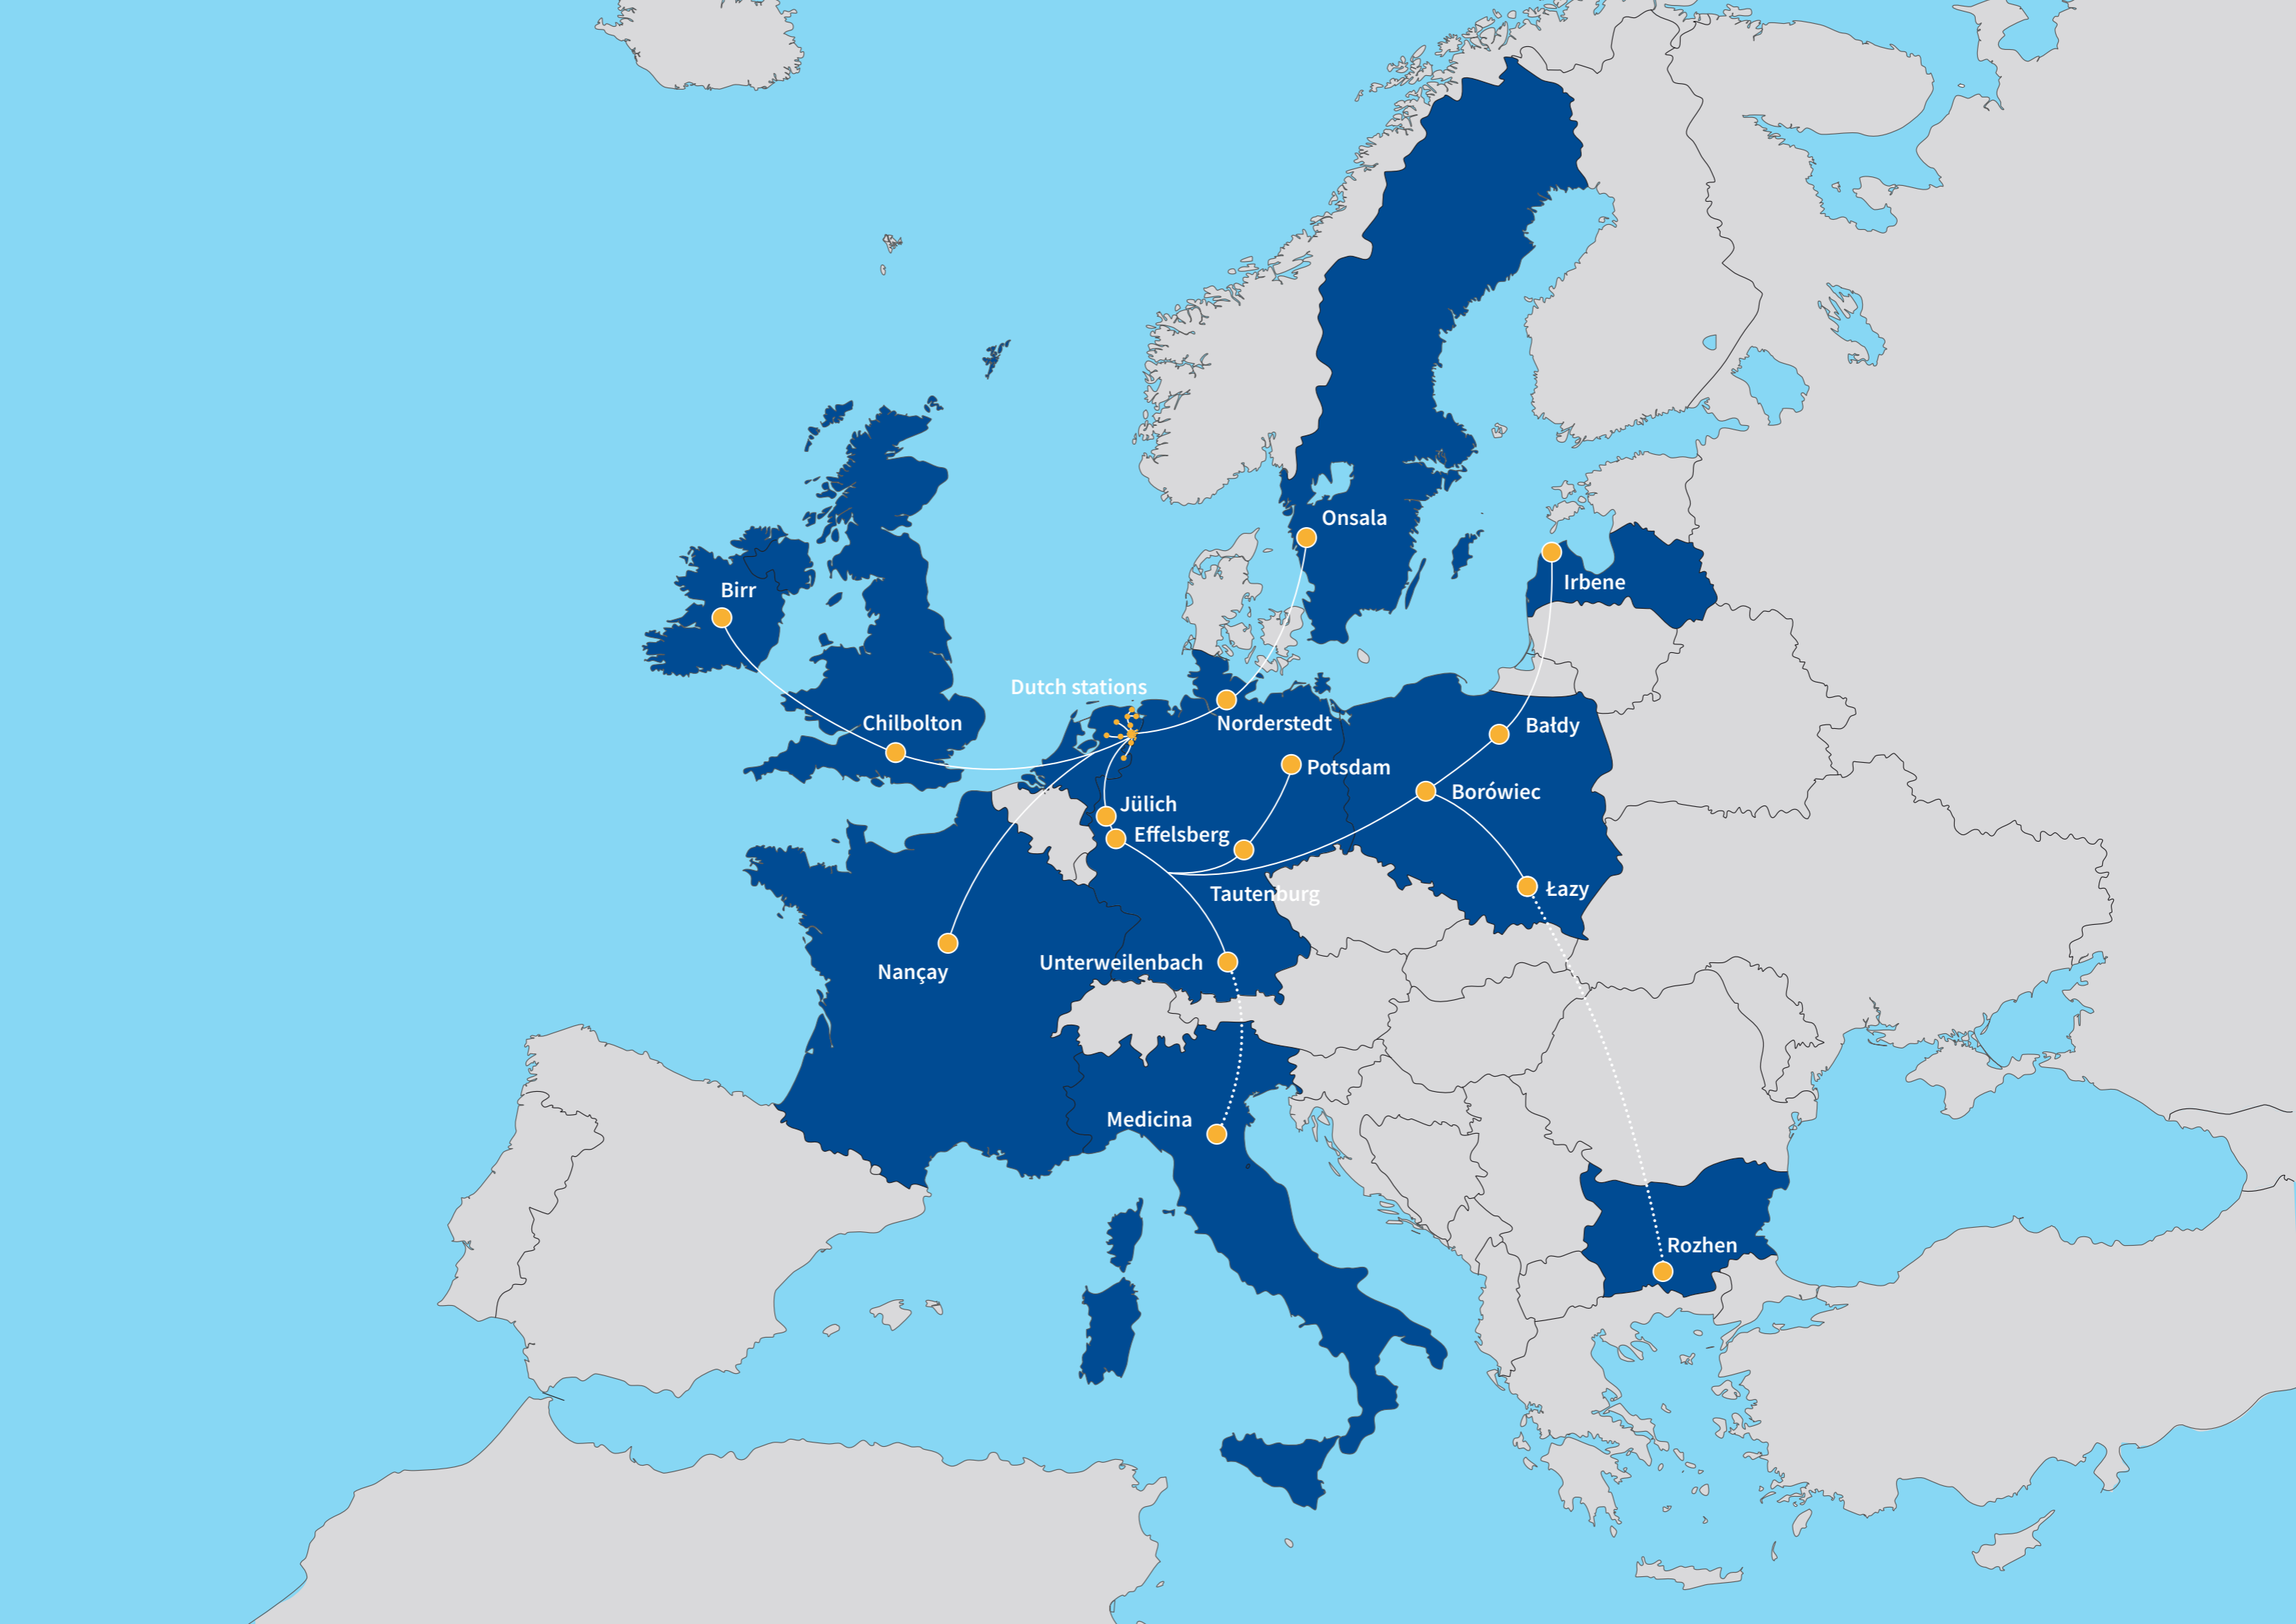 Onsala
Irbene
Birr
Dutch stations
Chilbolton
Norderstedt
Bałdy
Potsdam
Borówiec
Jülich
Effelsberg
Łazy
Tautenburg
Unterweilenbach
Nançay
Medicina
Rozhen